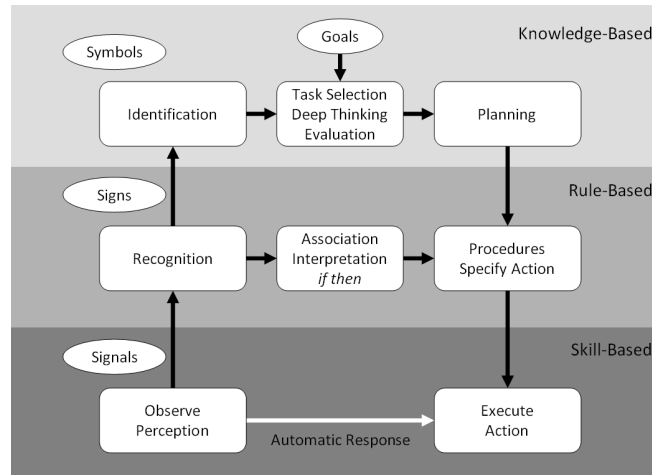 Knowledge-Based
Goals
Symbols
Identification
Task Selection
Deep Thinking
Evaluation
Planning
Rule-Based
Signs
Recognition
Association
Interpretation
if then
Procedures
Specify Action
Skill-Based
Signals
Observe
Perception
Automatic Response
Execute
Action